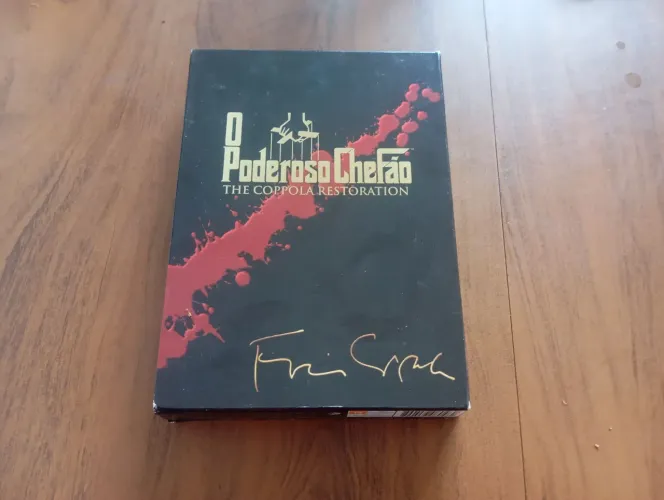 O
Poderoso Chefão
THE COPPOLA RESTORATION